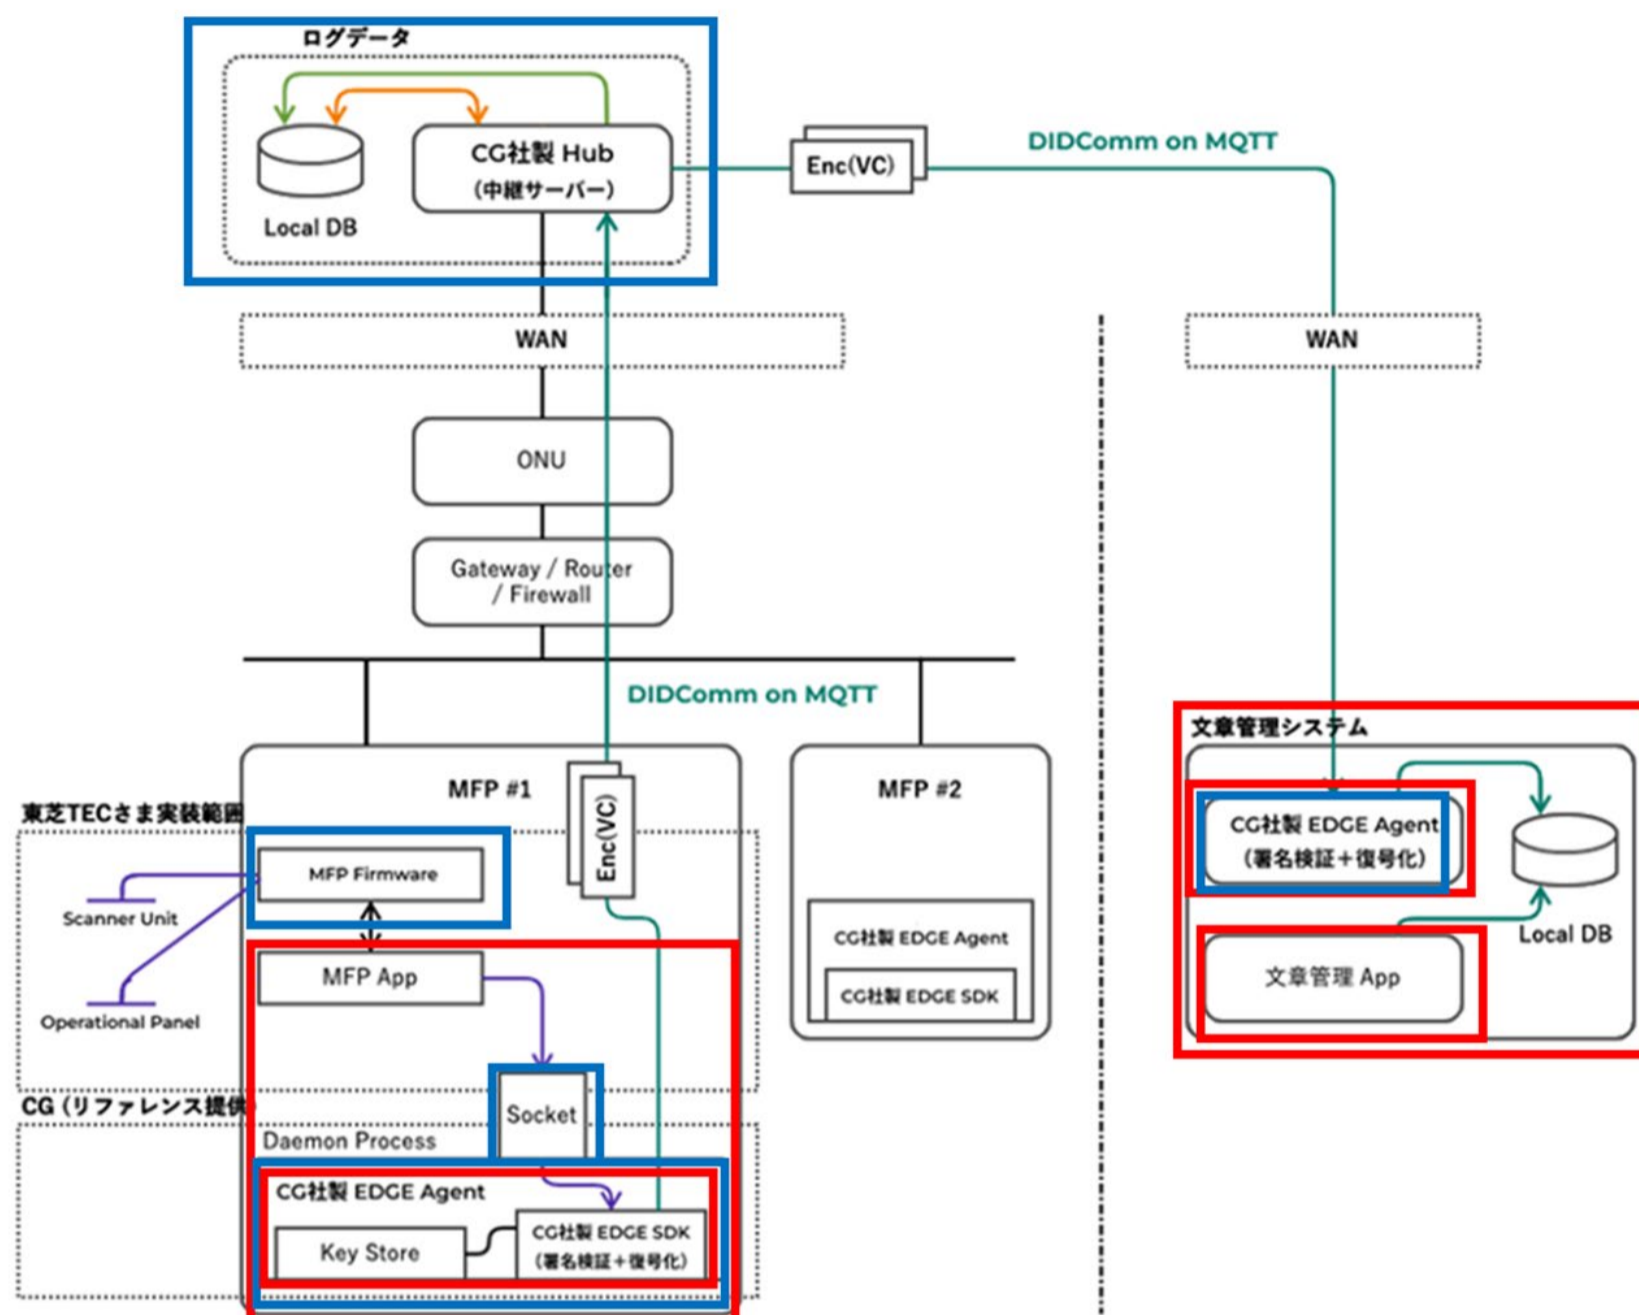 ログデータ
CG社製 Hub
（中継サーバー）
Local DB
Enc(VC)
DIDComm on MQTT
WAN
WAN
ONU
Gateway / Router
/ Firewall
DIDComm on MQTT
MFP #1
Enc(VC)
MFP #2
CG社製 EDGE Agent
CG社製 EDGE SDK
東芝TECさま実装範囲
MFP Firmware
Scanner Unit
MFP App
Operational Panel
CG (リファレンス提供)
Socket
Daemon Process
CG社製 EDGE Agent
Key Store
CG社製 EDGE SDK
（署名検証＋復号化）
文章管理システム
CG社製 EDGE Agent
（署名検証＋復号化）
Local DB
文章管理 App